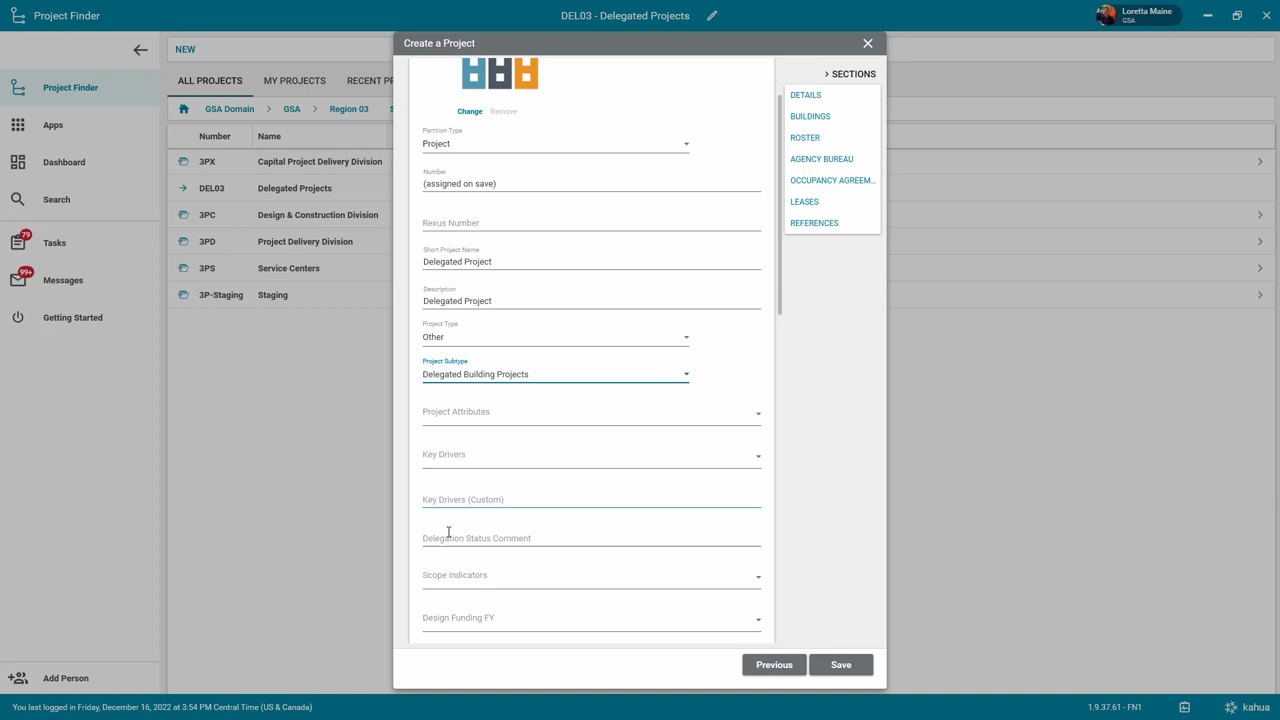 Project Finder
DEL03 - Delegated Projects
Loretta Maine
GSA
Project Finder
Apps
Dashboard
Search
79
Tasks
99+
Messages
Getting Started
Add Person
NEW
ALL PROJECTS MY PROJECTS RECENT PR
GSA Domain > GSA > Region 03
Number Name
3PX Capital Project Delivery Division
DEL03 Delegated Projects
3PC Design & Construction Division
3PD Project Delivery Division
3PS Service Centers
3P-Staging Staging
Create a Project
Change Remove
Partition Type
Project
Number
(assigned on save)
Rexus Number
Short Project Name
Delegated Project
Description
Delegated Project
Project Type
Other
Project Subtype
Delegated Building Projects
Project Attributes
Key Drivers
Key Drivers (Custom)
Delegation Status Comment
Scope Indicators
Design Funding FY
> SECTIONS
DETAILS
BUILDINGS
ROSTER
AGENCY BUREAU
OCCUPANCY AGREEM...
LEASES
REFERENCES
Previous Save
You last logged in Friday, December 16, 2022 at 3:54 PM Central Time (US & Canada)
1.9.37.61 - FN1
kahua